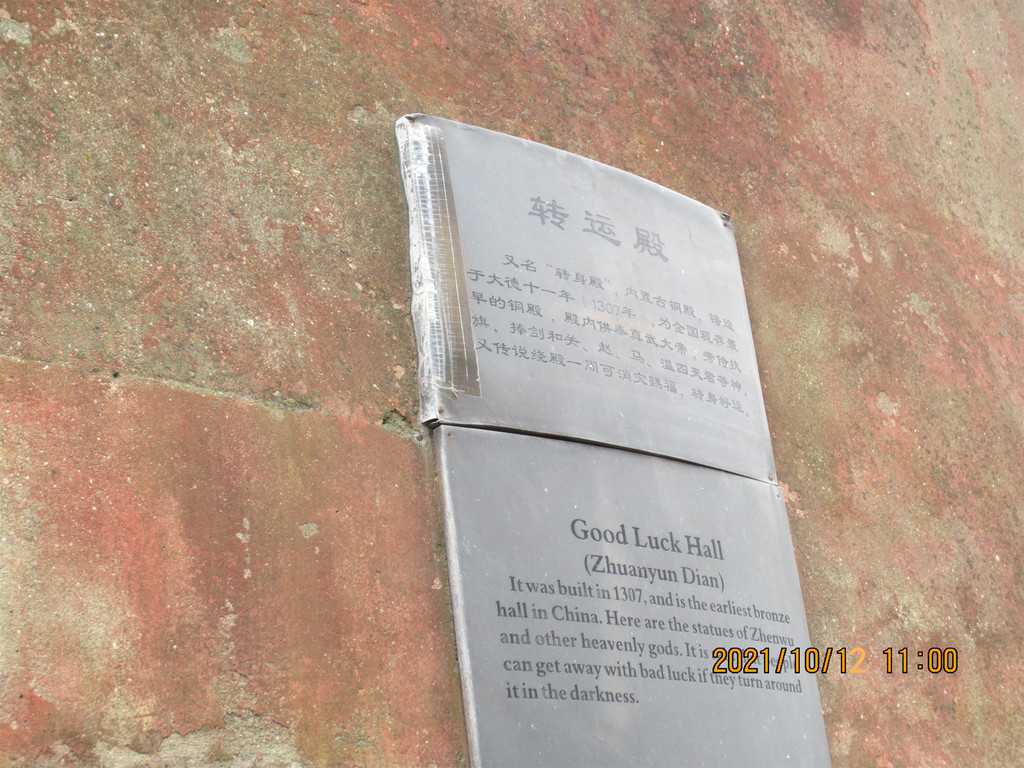 转运殿
又名“转身殿”，内置古铜殿，铸造
于大德十一年（1307年），为全国现存最
早的铜殿，殿内供奉真武大帝，旁侍执
旗、捧剑和关、赵、马、温四天君等神，
又传说绕殿一周可消灾赐福，转身好运。
Good Luck Hall
(Zhuanyun Dian)
It was built in 1307, and is the earliest bronze
hall in China. Here are the statues of Zhenwu
and other heavenly gods. It is
can get away with bad luck if they turn around
it in the darkness.
2021/10/12 11:00